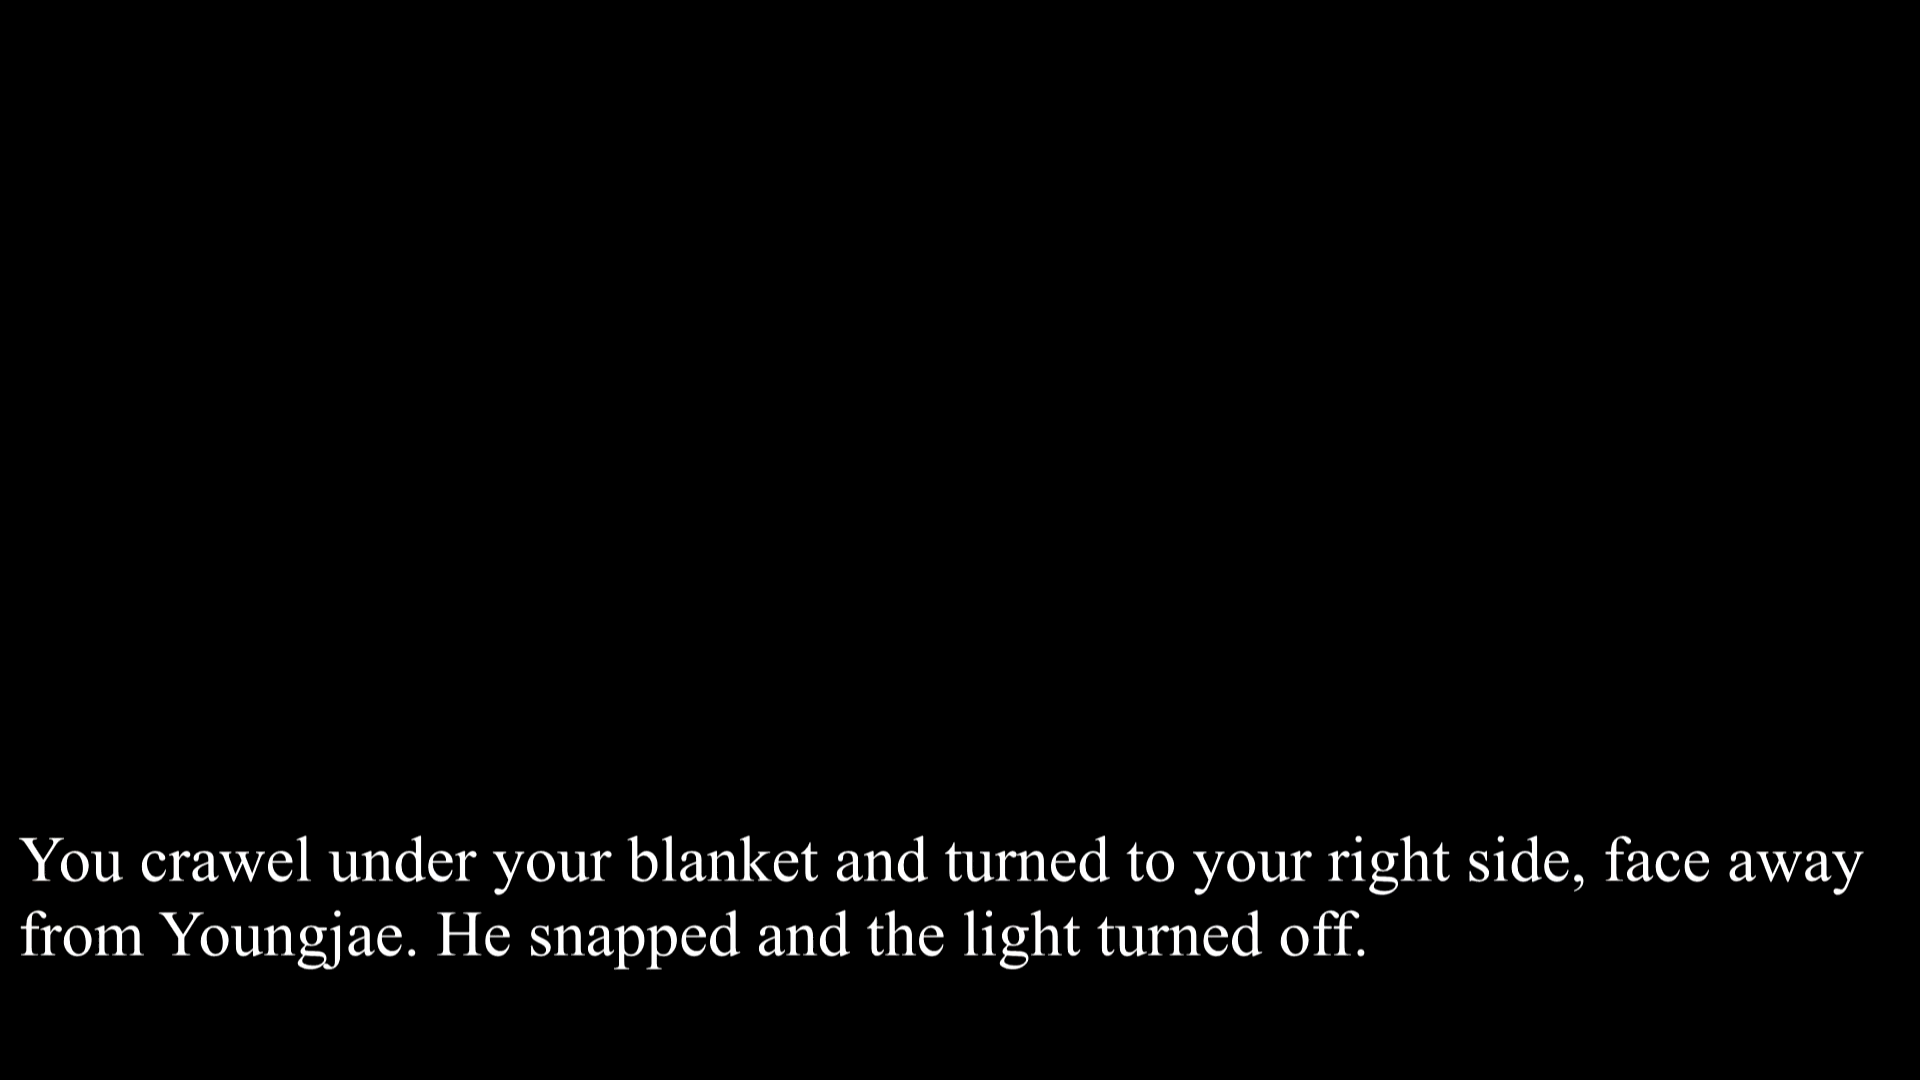 You crawel under your blanket and turned to your right side, face away
from Youngjae. He snapped and the light turned off.